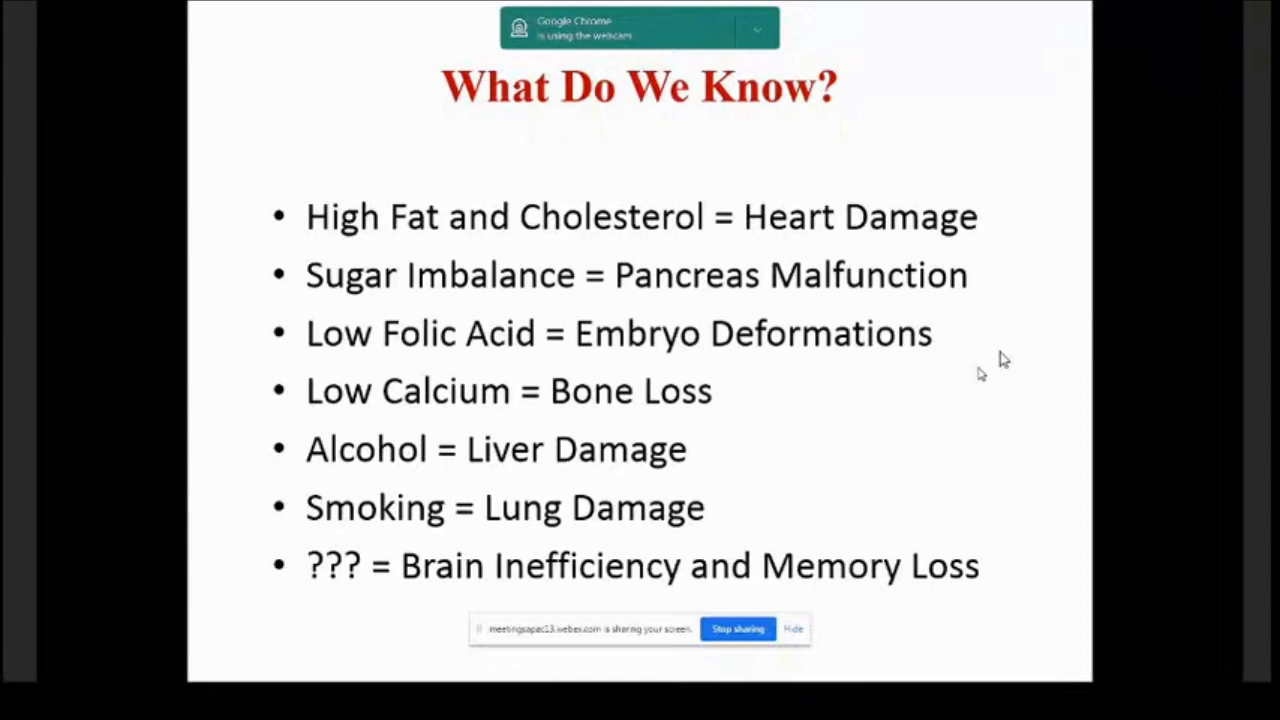 Google Chrome
is using the webcam
What Do We Know?
• High Fat and Cholesterol = Heart Damage
• Sugar Imbalance = Pancreas Malfunction
• Low Folic Acid = Embryo Deformations
• Low Calcium = Bone Loss
• Alcohol = Liver Damage
• Smoking = Lung Damage
• ??? = Brain Inefficiency and Memory Loss
meetingsapac13.webex.com is sharing your screen. Stop sharing Hide